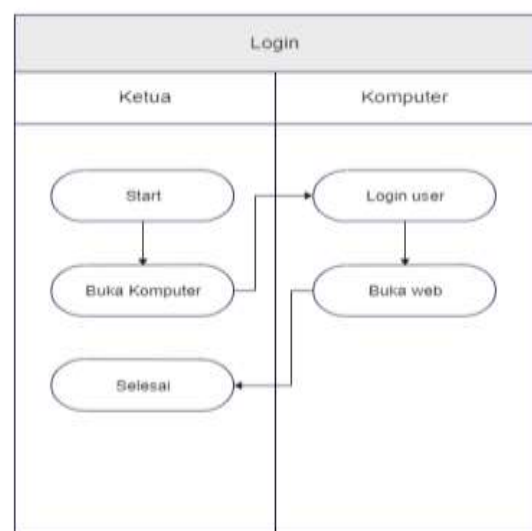 Login
Ketua
Komputer
Start
Login user
Buka Komputer
Buka web
Selesai